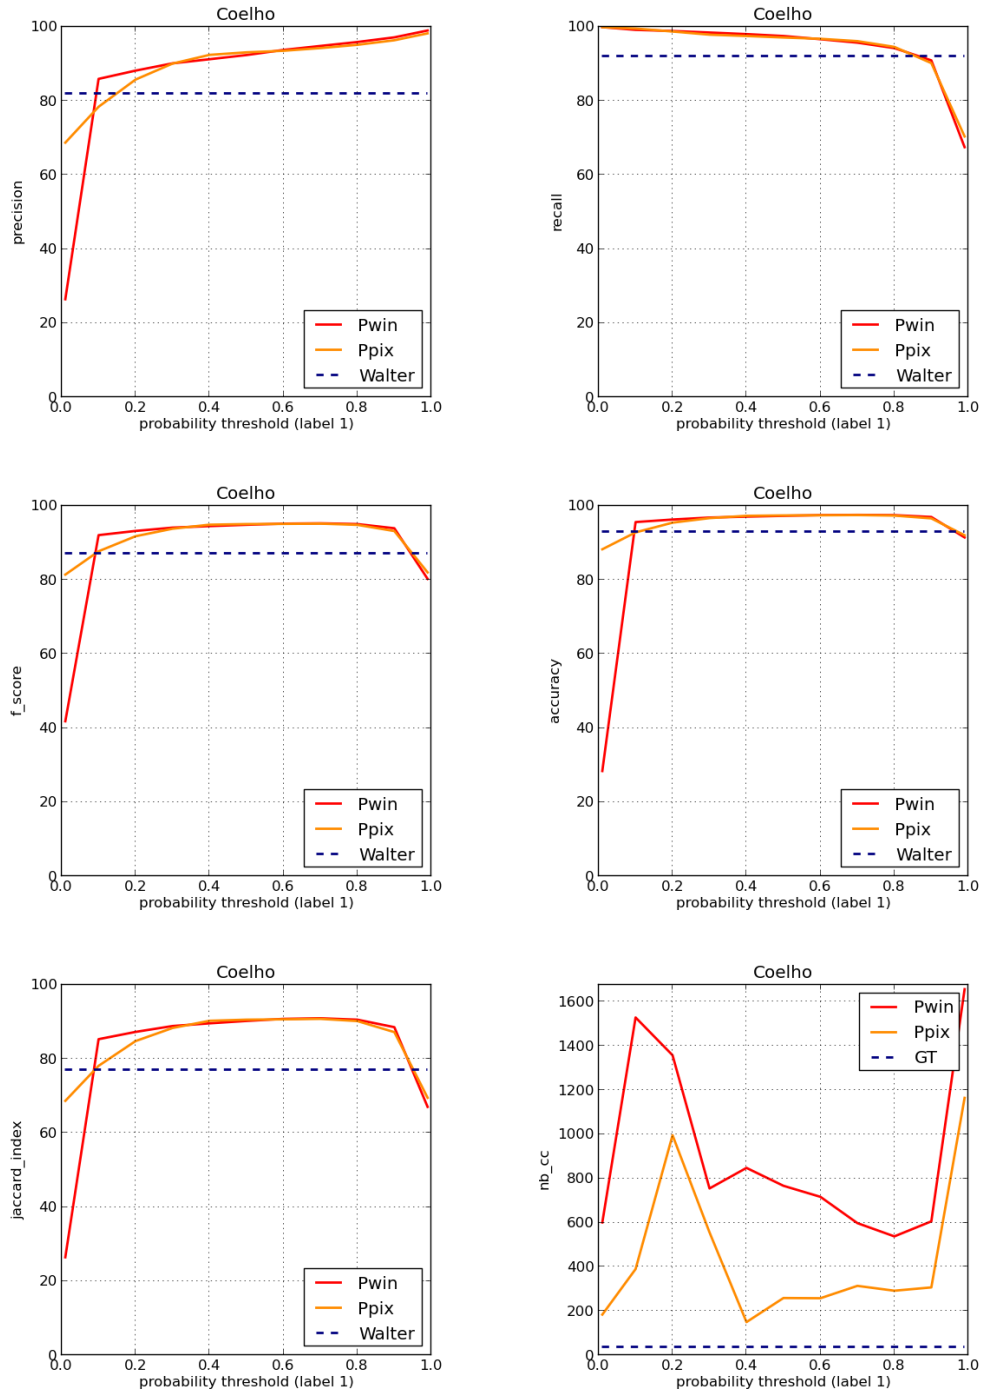 Coelho
precision
100
80
60
40
20
0
0.0 0.2 0.4 0.6 0.8 1.0
probability threshold (label 1)
Pwin
Ppix
Walter
Coelho
recall
100
80
60
40
20
0
0.0 0.2 0.4 0.6 0.8 1.0
probability threshold (label 1)
Pwin
Ppix
Walter
Coelho
f_score
100
80
60
40
20
0
0.0 0.2 0.4 0.6 0.8 1.0
probability threshold (label 1)
Pwin
Ppix
Walter
Coelho
accuracy
100
80
60
40
20
0
0.0 0.2 0.4 0.6 0.8 1.0
probability threshold (label 1)
Pwin
Ppix
Walter
Coelho
jaccard_index
100
80
60
40
20
0
0.0 0.2 0.4 0.6 0.8 1.0
probability threshold (label 1)
Pwin
Ppix
Walter
Coelho
nb_cc
1600
1400
1200
1000
800
600
400
200
0
0.0 0.2 0.4 0.6 0.8 1.0
probability threshold (label 1)
Pwin
Ppix
GT